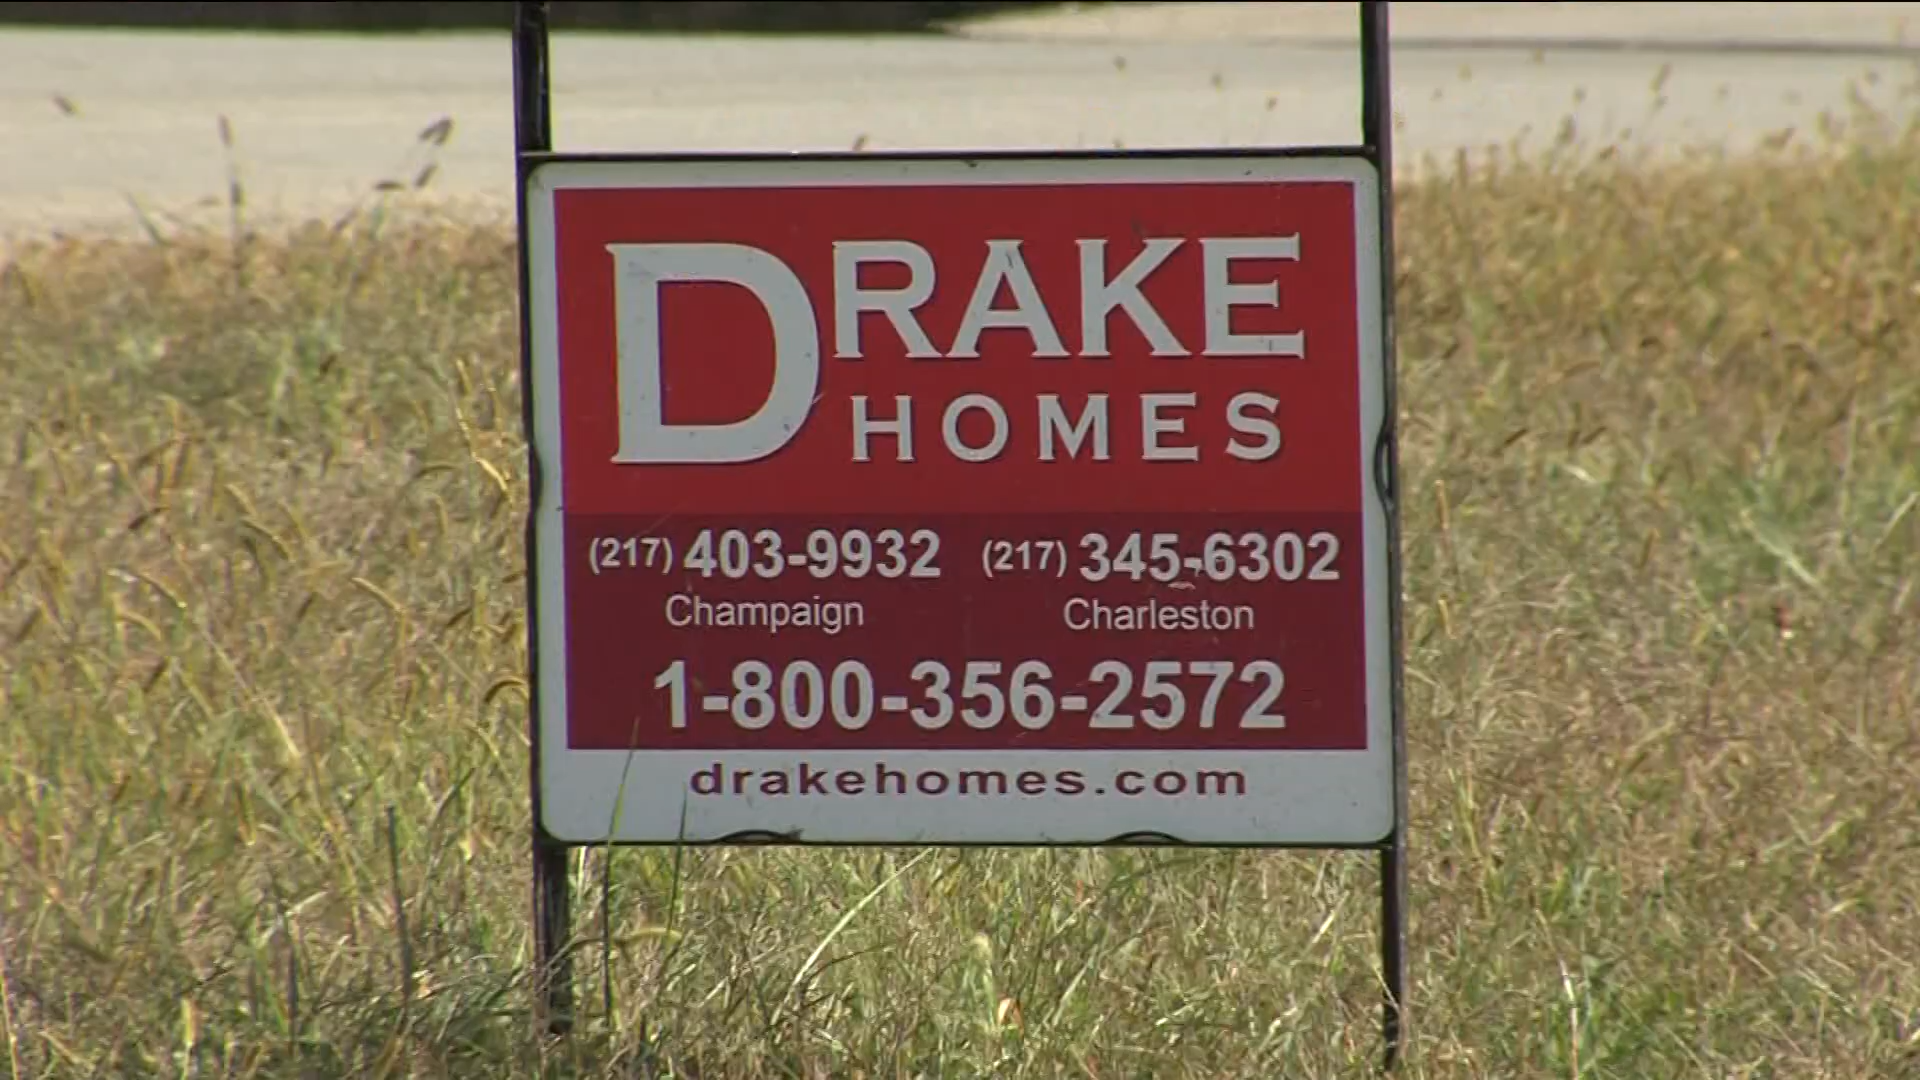 DRAKE
HOMES
(217) 403-9932 (217) 345-6302
Champaign Charleston
1-800-356-2572
drakehomes.com